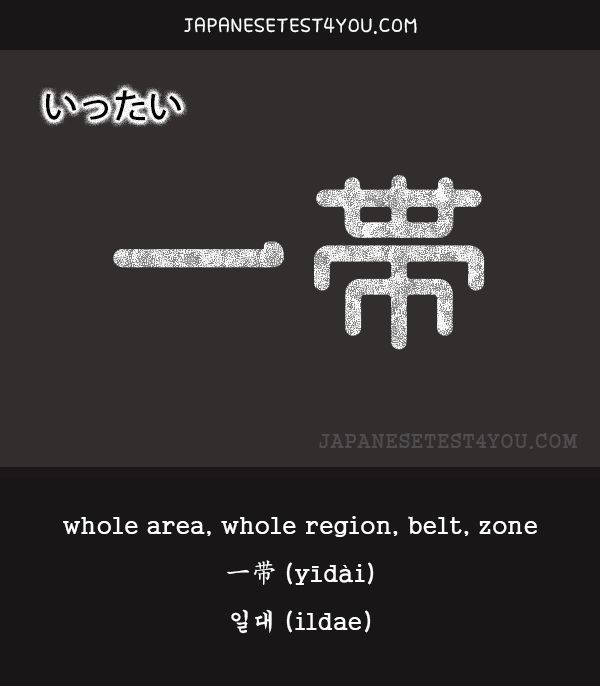 JAPANESETEST4YOU.COM
いったい
一帯
JAPANESETEST4YOU.COM
whole area, whole region, belt, zone
一带 (yīdài)
일대 (ildae)